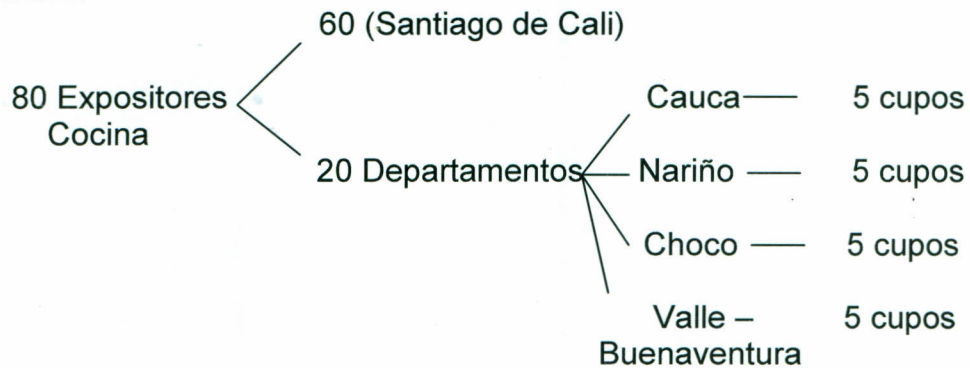 60 (Santiago de Cali)
80 Expositores
Cocina
20 Departamentos
Cauca 5 cupos
Nariño 5 cupos
Choco 5 cupos
Valle – 5 cupos
Buenaventura